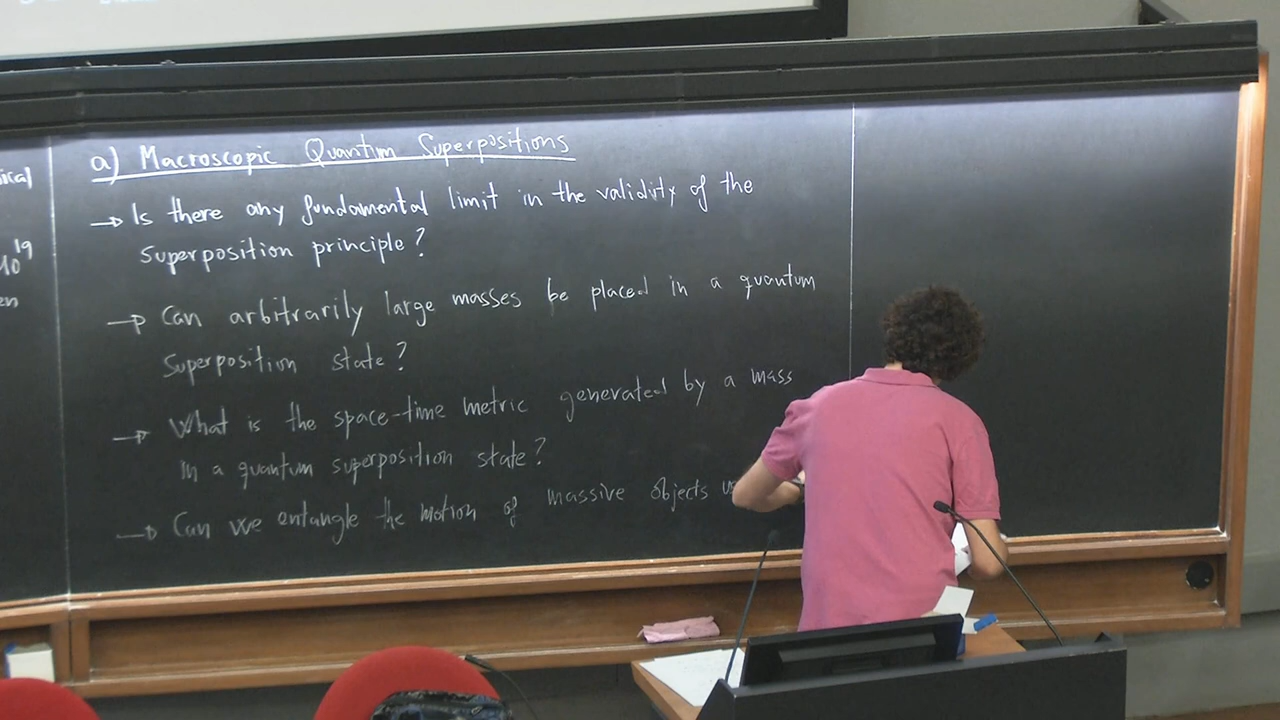 a) Macroscopic Quantum Superpositions
→ Is there any fundamental limit in the validity of the
superposition principle?
→ Can arbitrarily large masses be placed in a quantum
superposition state?
→ What is the space-time metric generated by a mass
in a quantum superposition state?
→ Can we entangle the motion of massive objects
10¹⁹